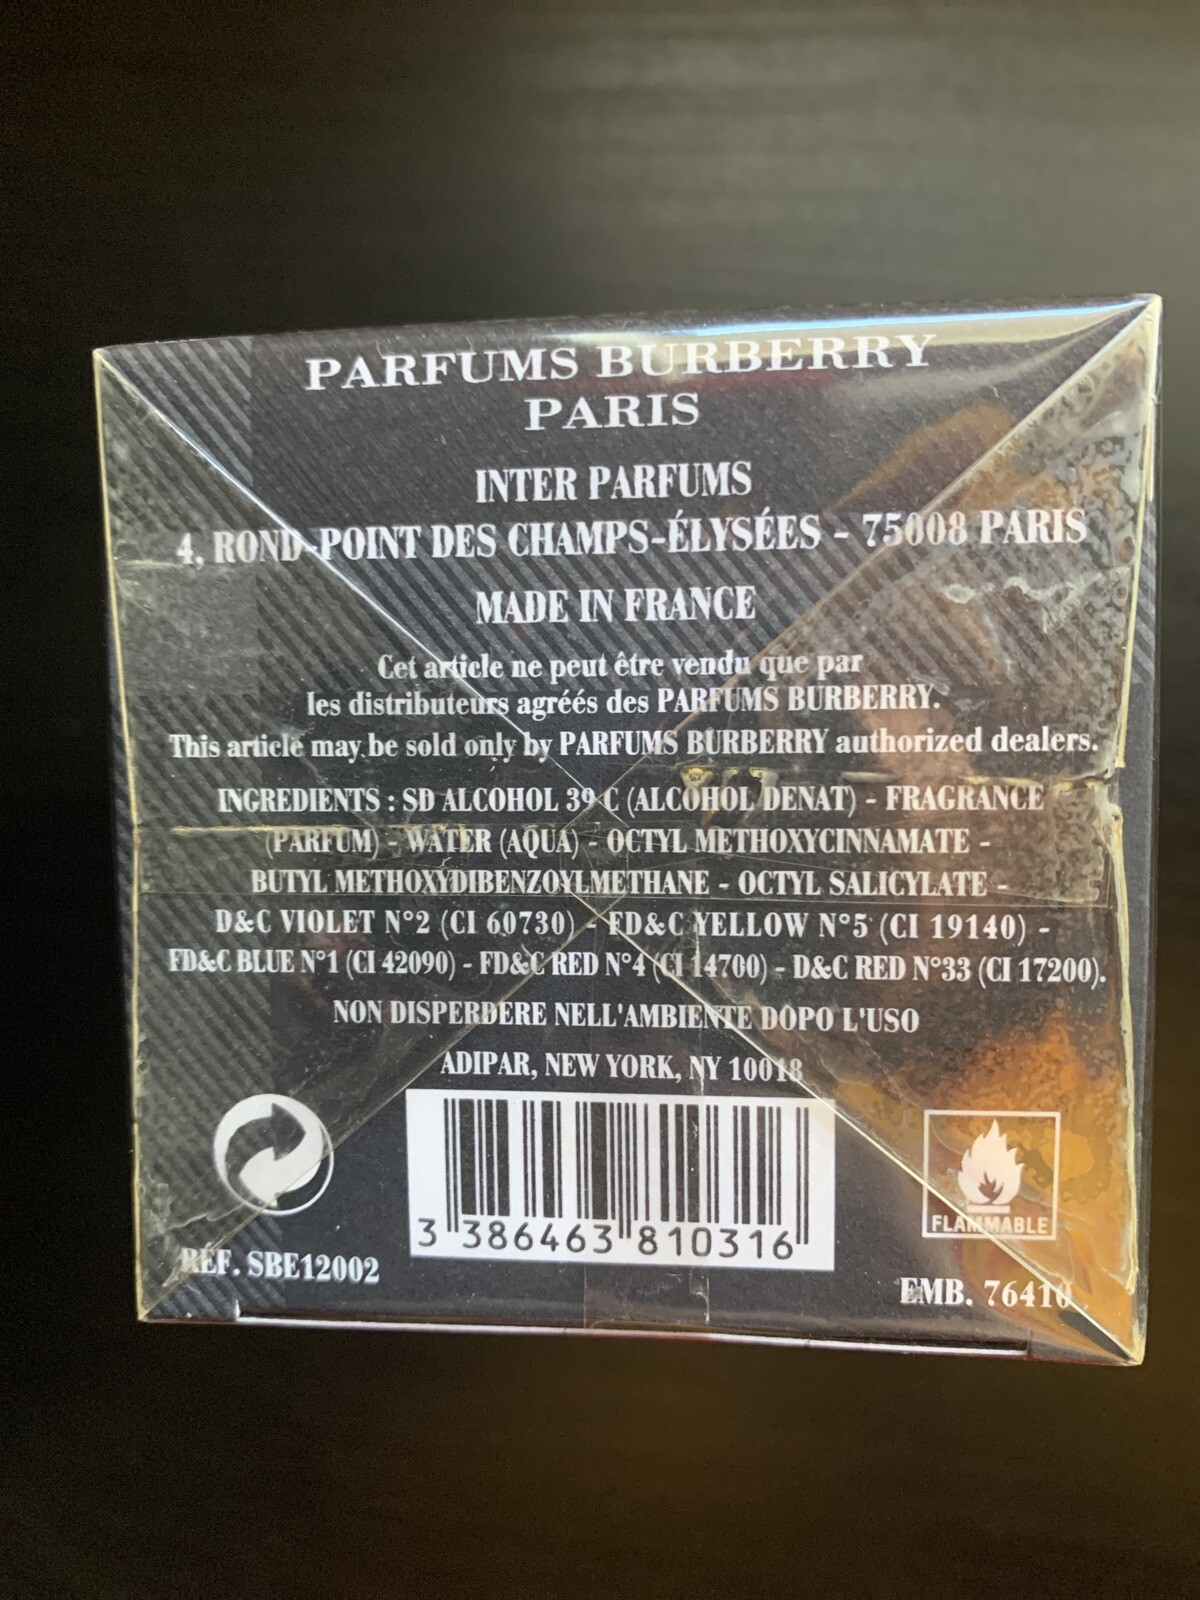 PARFUMS BURBERRY
PARIS
INTER PARFUMS
4, ROND-POINT DES CHAMPS-ÉLYSÉES - 75008 PARIS
MADE IN FRANCE
Cet article ne peut être vendu que par
les distributeurs agréés des PARFUMS BURBERRY.
This article may be sold only by PARFUMS BURBERRY authorized dealers.
INGREDIENTS : SD ALCOHOL 39 C (ALCOHOL DENAT) - FRAGRANCE
(PARFUM) - WATER (AQUA) - OCTYL METHOXYCINNAMATE -
BUTYL METHOXYDIBENZOYLMETHANE - OCTYL SALICYLATE -
D&C VIOLET N°2 (CI 60730) - FD&C YELLOW N°5 (CI 19140) -
FD&C BLUE N°1 (CI 42090) - FD&C RED N°4 (CI 14700) - D&C RED N°33 (CI 17200).
NON DISPERDERE NELL'AMBIENTE DOPO L'USO
ADIPAR, NEW YORK, NY 10018
3 386463 810316
FLAMMABLE
RÉF. SBE12002
EMB. 76410